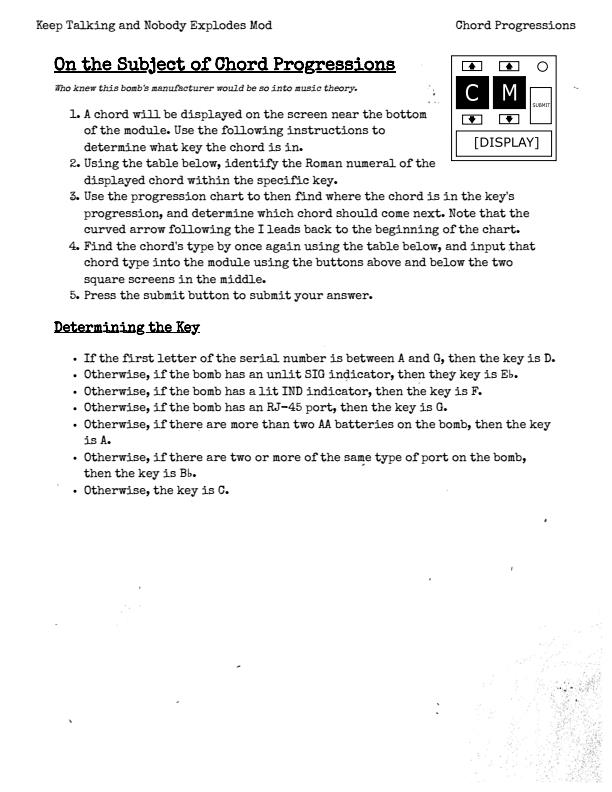 Keep Talking and Nobody Explodes Mod
Chord Progressions
On the Subject of Chord Progressions
Who knew this bomb's manufacturer would be so into music theory.
C M
SUBMIT
[DISPLAY]
1. A chord will be displayed on the screen near the bottom
of the module. Use the following instructions to
determine what key the chord is in.
2. Using the table below, identify the Roman numeral of the
displayed chord within the specific key.
3. Use the progression chart to then find where the chord is in the key's
progression, and determine which chord should come next. Note that the
curved arrow following the I leads back to the beginning of the chart.
4. Find the chord's type by once again using the table below, and input that
chord type into the module using the buttons above and below the two
square screens in the middle.
5. Press the submit button to submit your answer.
Determining the Key
• If the first letter of the serial number is between A and G, then the key is D.
• Otherwise, if the bomb has an unlit SIG indicator, then they key is E♭.
• Otherwise, if the bomb has a lit IND indicator, then the key is F.
• Otherwise, if the bomb has an RJ-45 port, then the key is G.
• Otherwise, if there are more than two AA batteries on the bomb, then the key
is A.
• Otherwise, if there are two or more of the same type of port on the bomb,
then the key is B♭.
• Otherwise, the key is C.